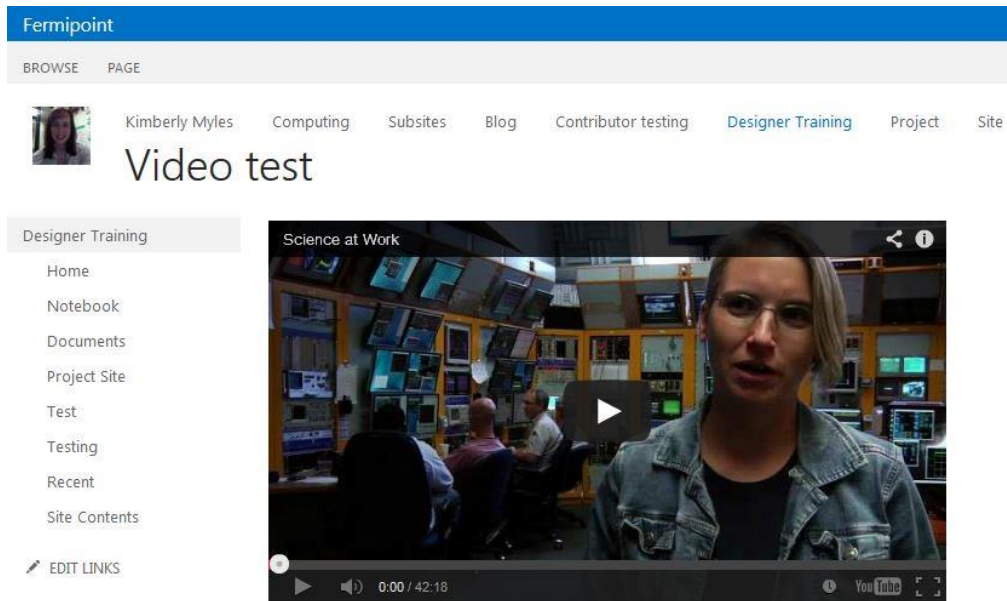 Fermipoint
BROWSE PAGE
Kimberly Myles Computing Subsites Blog Contributor testing Designer Training Project Site
Video test
Designer Training
Home
Notebook
Documents
Project Site
Test
Testing
Recent
Site Contents
EDIT LINKS
Science at Work
0:00 / 42:18
YouTube